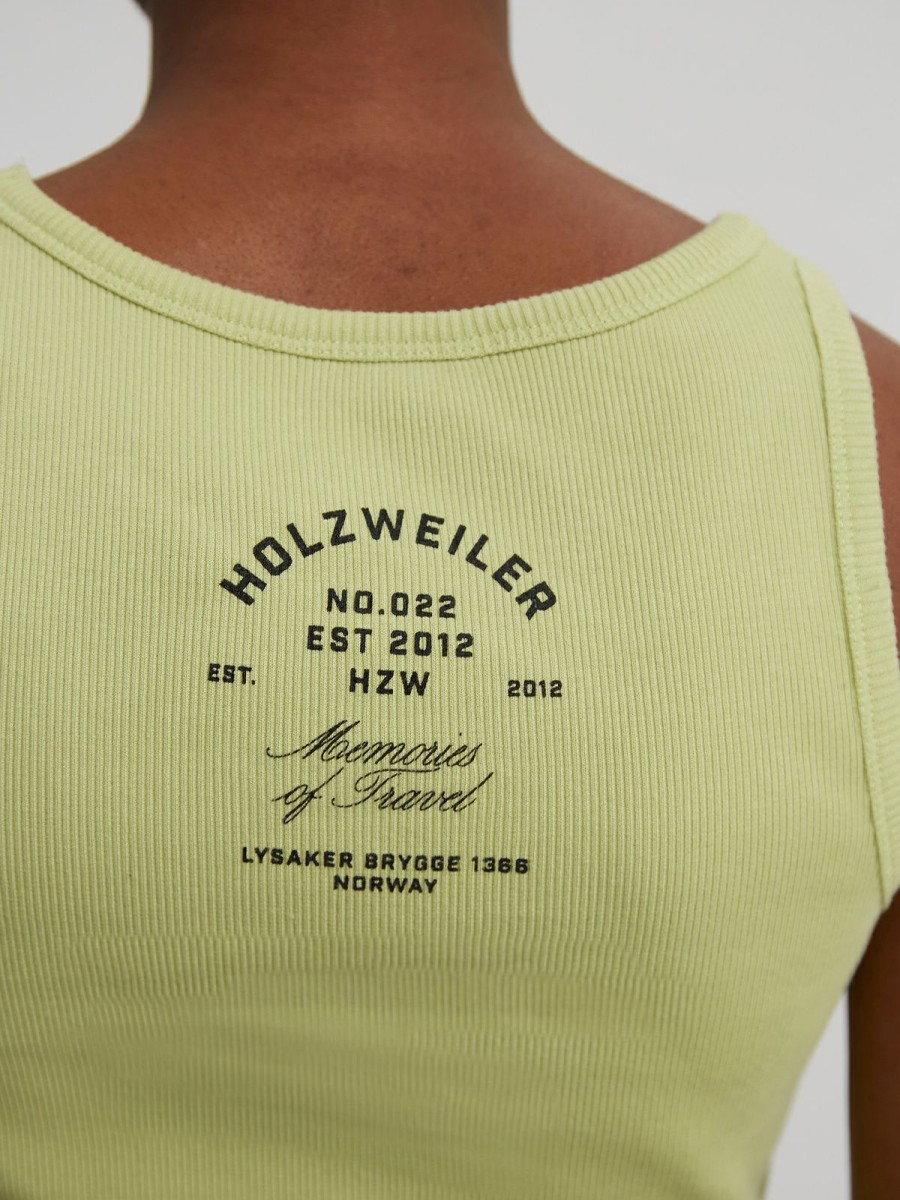 HOLZWEILER
NO.022
EST 2012
EST. HZW 2012
Memories
of Travel
LYSAKER BRYGGE 1366
NORWAY